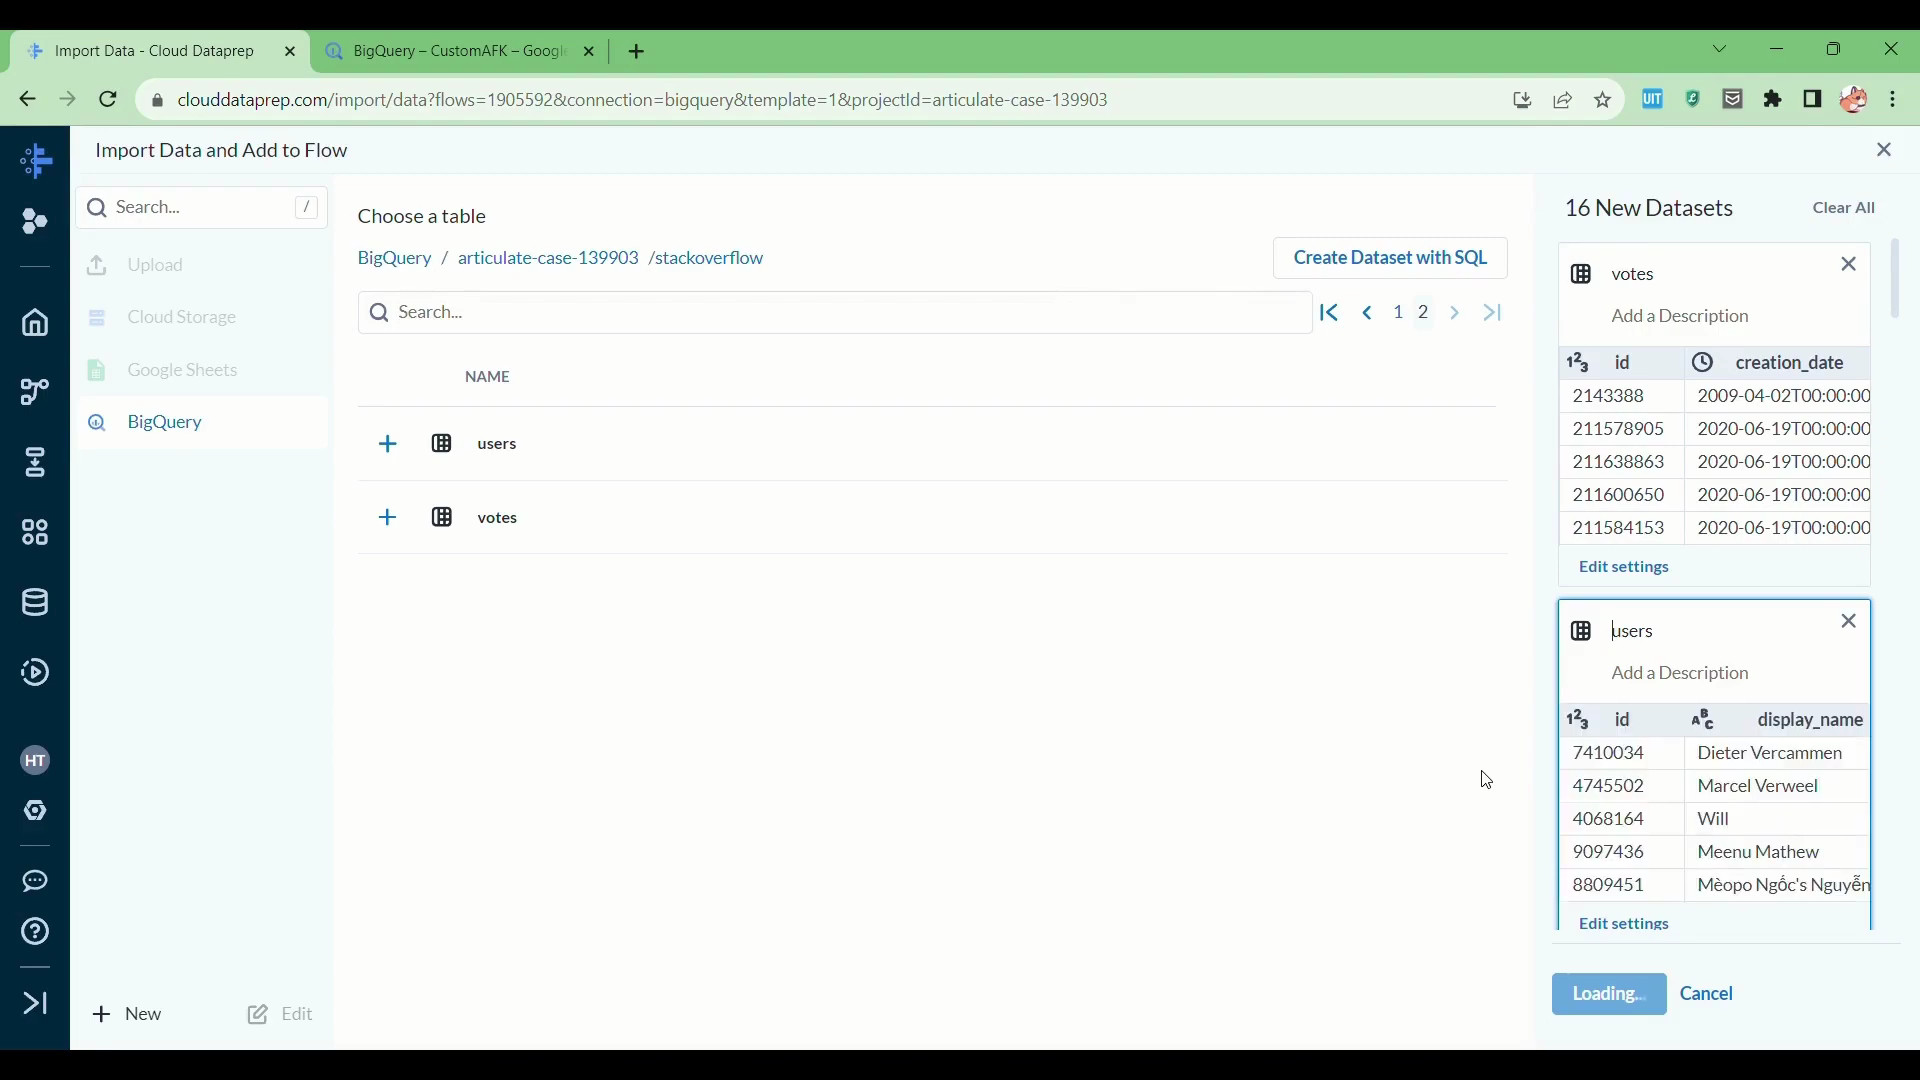 Import Data - Cloud Dataprep
BigQuery – CustomAFK – Googl
clouddataprep.com/import/data?flows=1905592&connection=bigquery&template=1&projectId=articulate-case-139903
UIT
Import Data and Add to Flow
Search...
/
Upload
Cloud Storage
Google Sheets
BigQuery
HT
New
Edit
Choose a table
BigQuery / articulate-case-139903 /stackoverflow
Create Dataset with SQL
Search...
1 2
NAME
users
votes
16 New Datasets
Clear All
votes
Add a Description
123 id creation_date
2143388 2009-04-02T00:00:00
211578905 2020-06-19T00:00:00
211638863 2020-06-19T00:00:00
211600650 2020-06-19T00:00:00
211584153 2020-06-19T00:00:00
Edit settings
users
Add a Description
123 id ABC display_name
7410034 Dieter Vercammen
4745502 Marcel Verweel
4068164 Will
9097436 Meenu Mathew
8809451 Mèopo Ngốc's Nguyễn
Edit settings
Loading...
Cancel